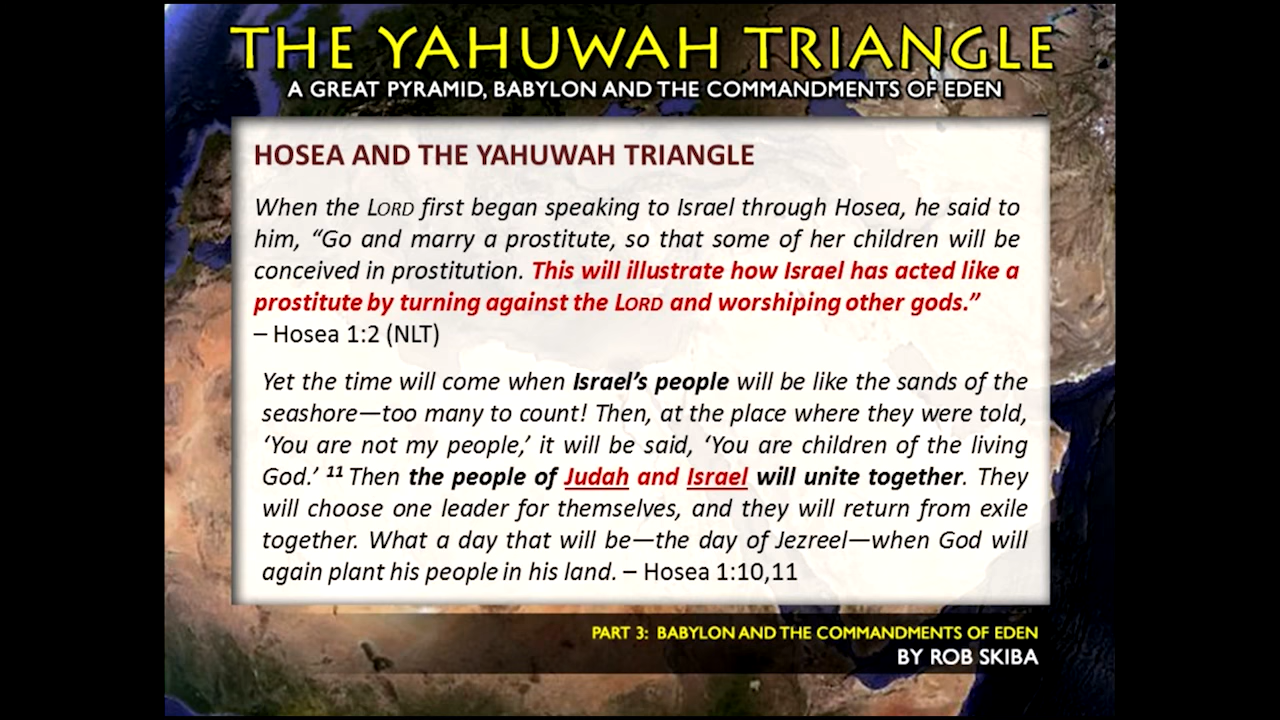 THE YAHUWAH TRIANGLE
A GREAT PYRAMID, BABYLON AND THE COMMANDMENTS OF EDEN
HOSEA AND THE YAHUWAH TRIANGLE
When the LORD first began speaking to Israel through Hosea, he said to
him, “Go and marry a prostitute, so that some of her children will be
conceived in prostitution. This will illustrate how Israel has acted like a
prostitute by turning against the LORD and worshiping other gods.”
– Hosea 1:2 (NLT)
Yet the time will come when Israel’s people will be like the sands of the
seashore—too many to count! Then, at the place where they were told,
‘You are not my people,’ it will be said, ‘You are children of the living
God.’ 11 Then the people of Judah and Israel will unite together. They
will choose one leader for themselves, and they will return from exile
together. What a day that will be—the day of Jezreel—when God will
again plant his people in his land. – Hosea 1:10,11
PART 3: BABYLON AND THE COMMANDMENTS OF EDEN
BY ROB SKIBA